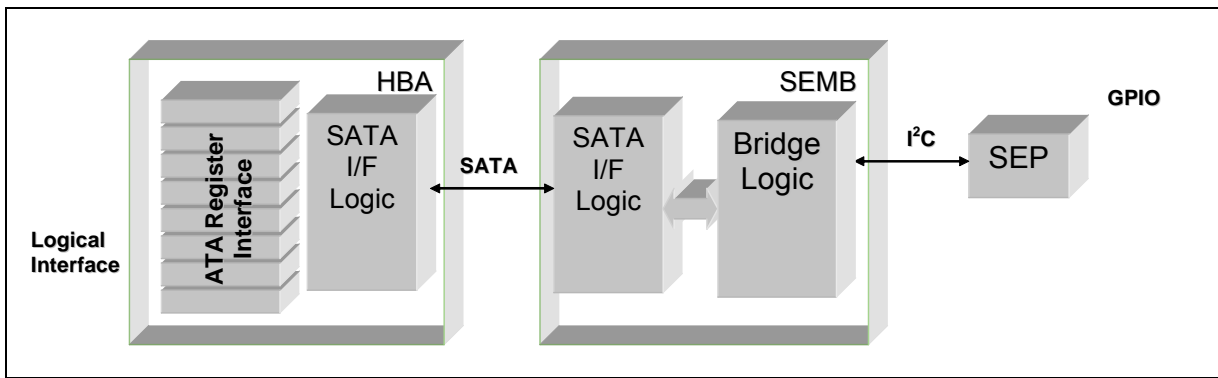 HBA
ATA Register
Interface
SATA
I/F
Logic
Logical
Interface
SATA
SEMB
SATA
I/F
Logic
Bridge
Logic
I²C
SEP
GPIO